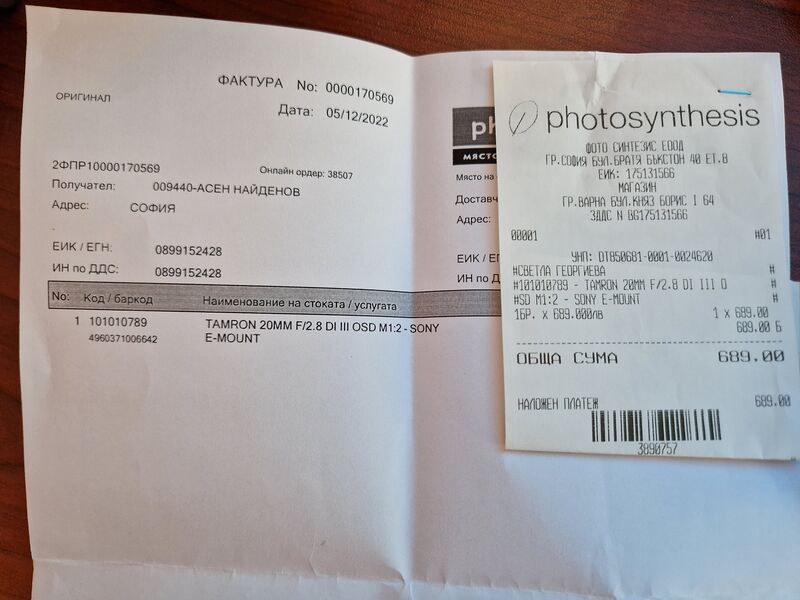 ФАКТУРА No: 0000170569
ОРИГИНАЛ
Дата: 05/12/2022
2ФПР10000170569
Онлайн ордер: 38507
Получател: 009440-АСЕН НАЙДЕНОВ
Адрес: СОФИЯ
ЕИК / ЕГН: 0899152428
ИН по ДДС: 0899152428
No: Код / баркод Наименование на стоката / услугата
1 101010789 TAMRON 20MM F/2.8 DI III OSD M1:2 - SONY
4960371006642 E-MOUNT
ph
МЯСТО
Място на
Доставч
Адрес:
ЕИК / ЕГ
ИН по Д
photosynthesis
ФОТО СИНТЕЗИС ЕООД
ГР.СОФИЯ БУЛ.БРАТЯ БЪКСТОН 40 ЕТ.8
ЕИК: 175131566
МАГАЗИН
ГР.ВАРНА БУЛ.КНЯЗ БОРИС I 64
ЗДДС N BG175131566
00001 #01
УНП: DT850681-0001-0024620
#СВЕТЛА ГЕОРГИЕВА #
#101010789 - TAMRON 20MM F/2.8 DI III O #
#SD M1:2 - SONY E-MOUNT #
1БР. x 689.000лв 1 x 689.00
689.00 Б
ОБЩА СУМА 689.00
НАЛОЖЕН ПЛАТЕЖ 689.00
3890757